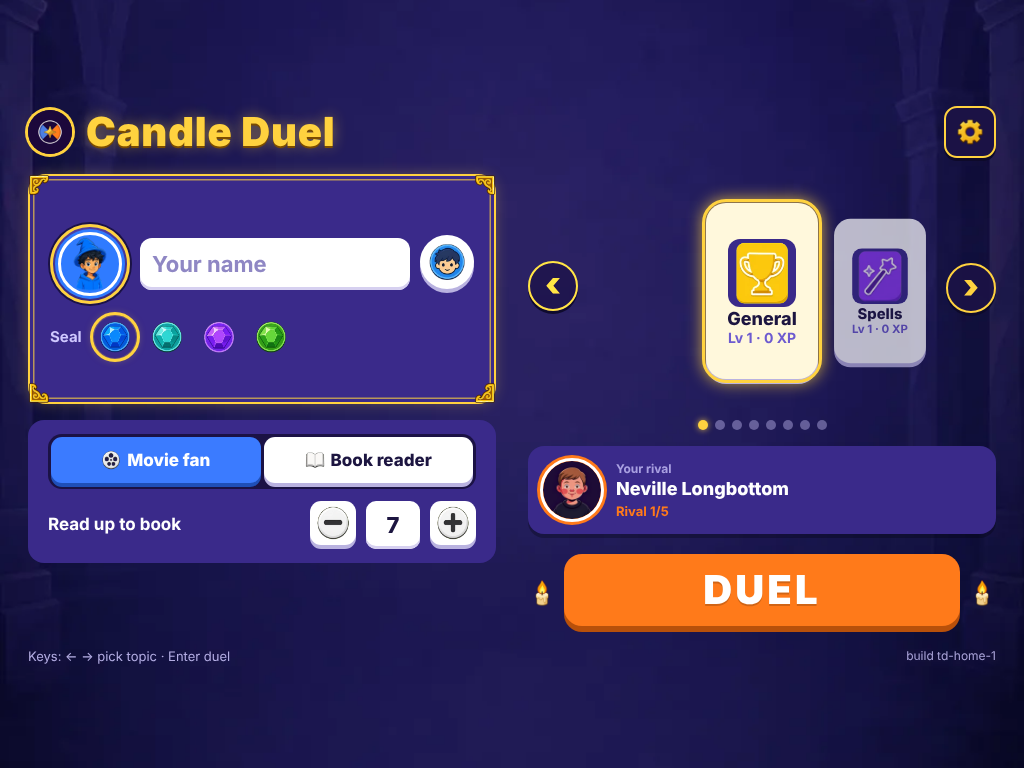 Candle Duel
Your name
Seal
Movie fan
Book reader
Read up to book
7
General
Lv 1 · 0 XP
Spells
Lv 1 · 0 XP
Your rival
Neville Longbottom
Rival 1/5
DUEL
Keys: ← → pick topic · Enter duel
build td-home-1